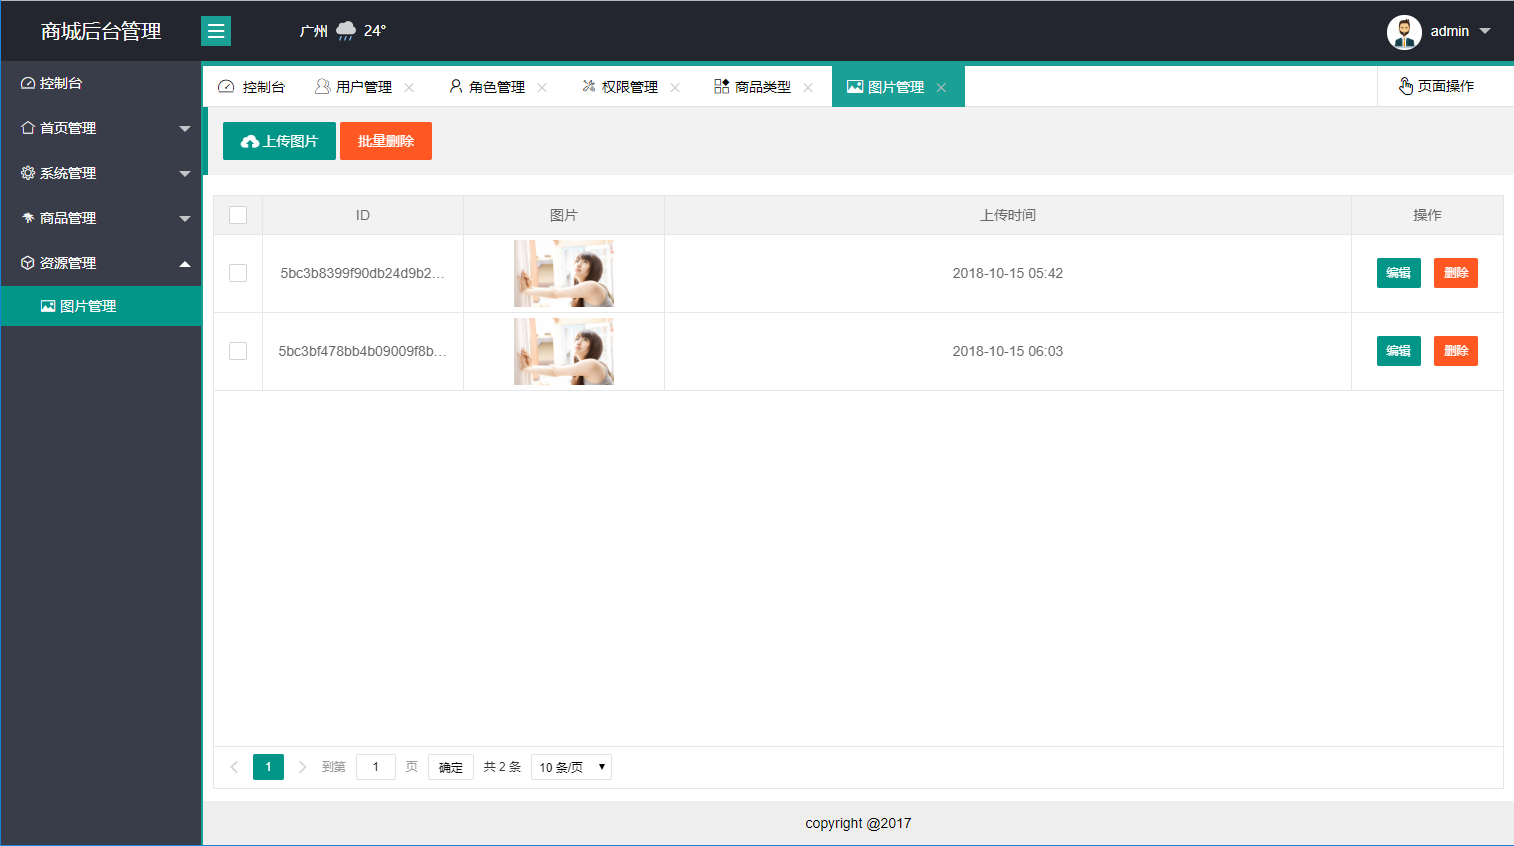 商城后台管理
广州 24°
admin
控制台
首页管理
系统管理
商品管理
资源管理
图片管理
控制台 用户管理 角色管理 权限管理 商品类型 图片管理 页面操作
上传图片 批量删除
ID 图片 上传时间 操作
5bc3b8399f90db24d9b2... 2018-10-15 05:42 编辑 删除
5bc3bf478bb4b09009f8b... 2018-10-15 06:03 编辑 删除
1 到第 1 页 确定 共 2 条 10 条/页
copyright @2017